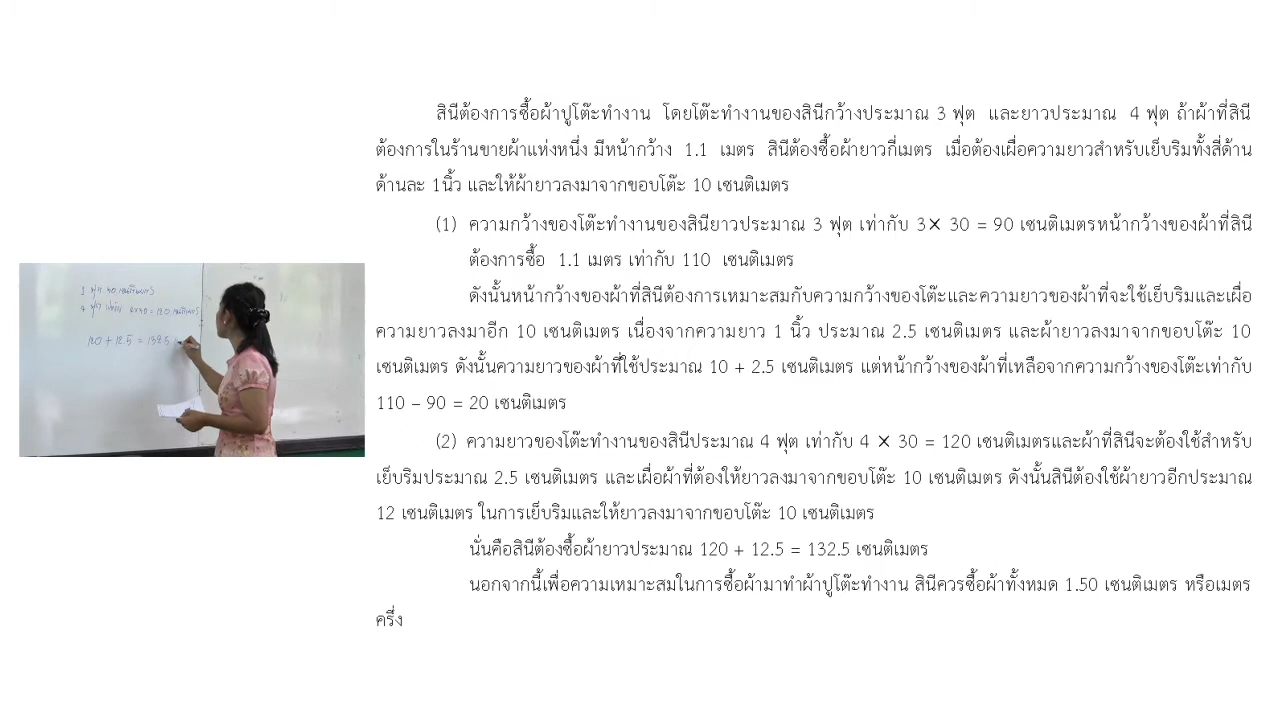 สินีต้องการซื้อผ้าปูโต๊ะทำงาน โดยโต๊ะทำงานของสินีกว้างประมาณ 3 ฟุต และยาวประมาณ 4 ฟุต ถ้าผ้าที่สินี
ต้องการในร้านขายผ้าแห่งหนึ่ง มีหน้ากว้าง 1.1 เมตร สินีต้องซื้อผ้ายาวกี่เมตร เมื่อต้องเผื่อความยาวสำหรับเย็บริมทั้งสี่ด้าน
ด้านละ 1นิ้ว และให้ผ้ายาวลงมาจากขอบโต๊ะ 10 เซนติเมตร
(1) ความกว้างของโต๊ะทำงานของสินียาวประมาณ 3 ฟุต เท่ากับ 3× 30 = 90 เซนติเมตรหน้ากว้างของผ้าที่สินี
ต้องการซื้อ 1.1 เมตร เท่ากับ 110 เซนติเมตร
ดังนั้นหน้ากว้างของผ้าที่สินีต้องการเหมาะสมกับความกว้างของโต๊ะและความยาวของผ้าที่จะใช้เย็บริมและเผื่อ
ความยาวลงมาอีก 10 เซนติเมตร เนื่องจากความยาว 1 นิ้ว ประมาณ 2.5 เซนติเมตร และผ้ายาวลงมาจากขอบโต๊ะ 10
เซนติเมตร ดังนั้นความยาวของผ้าที่ใช้ประมาณ 10 + 2.5 เซนติเมตร แต่หน้ากว้างของผ้าที่เหลือจากความกว้างของโต๊ะเท่ากับ
110 – 90 = 20 เซนติเมตร
(2) ความยาวของโต๊ะทำงานของสินีประมาณ 4 ฟุต เท่ากับ 4 × 30 = 120 เซนติเมตรและผ้าที่สินีจะต้องใช้สำหรับ
เย็บริมประมาณ 2.5 เซนติเมตร และเผื่อผ้าที่ต้องให้ยาวลงมาจากขอบโต๊ะ 10 เซนติเมตร ดังนั้นสินีต้องใช้ผ้ายาวอีกประมาณ
12 เซนติเมตร ในการเย็บริมและให้ยาวลงมาจากขอบโต๊ะ 10 เซนติเมตร
นั่นคือสินีต้องซื้อผ้ายาวประมาณ 120 + 12.5 = 132.5 เซนติเมตร
นอกจากนี้เพื่อความเหมาะสมในการซื้อผ้ามาทำผ้าปูโต๊ะทำงาน สินีควรซื้อผ้าทั้งหมด 1.50 เซนติเมตร หรือเมตร
ครึ่ง
1 ฟุต 30 เซนติเมตร
4 ฟุต เท่ากับ 4×30 = 120 เซนติเมตร
120 + 12.5 = 132.5